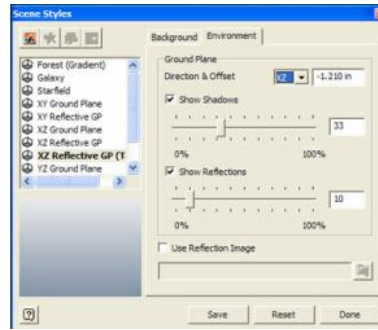 Scene Styles
Background Environment
Forest (Gradient)
Galaxy
Starfield
XY Ground Plane
XY Reflective GP
XZ Ground Plane
XZ Reflective GP
XZ Reflective GP (T
YZ Ground Plane
Ground Plane
Direction & Offset XZ -1.210 in
Show Shadows
33
0% 100%
Show Reflections
10
0% 100%
Use Reflection Image
Save Reset Done